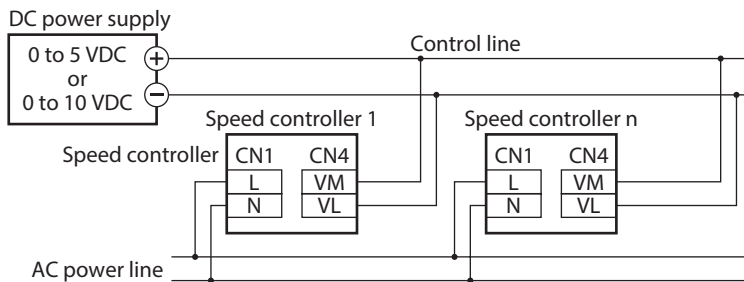 DC power supply
0 to 5 VDC
or
0 to 10 VDC
+
−
Control line
Speed controller 1
Speed controller n
Speed controller
CN1 CN4
L VM
N VL
CN1 CN4
L VM
N VL
AC power line